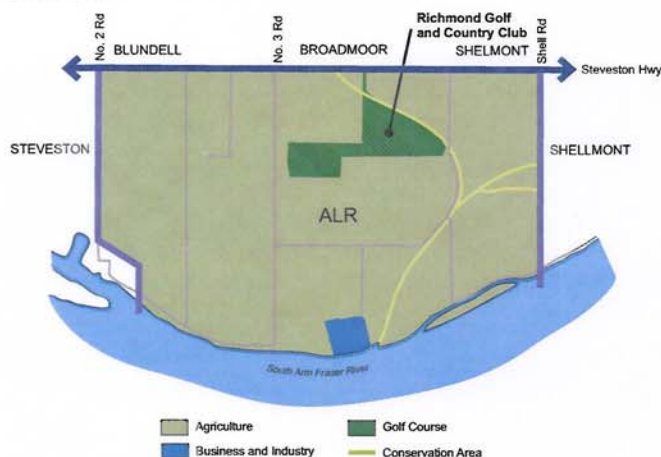 Richmond Golf
and Country Club
No. 2 Rd
BLUNDELL
No. 3 Rd
BROADMOOR
SHELMONT
Shell Rd
Steveston Hwy
STEVESTON
SHELLMONT
ALR
South Arm Fraser River
Agriculture
Golf Course
Business and Industry
Conservation Area